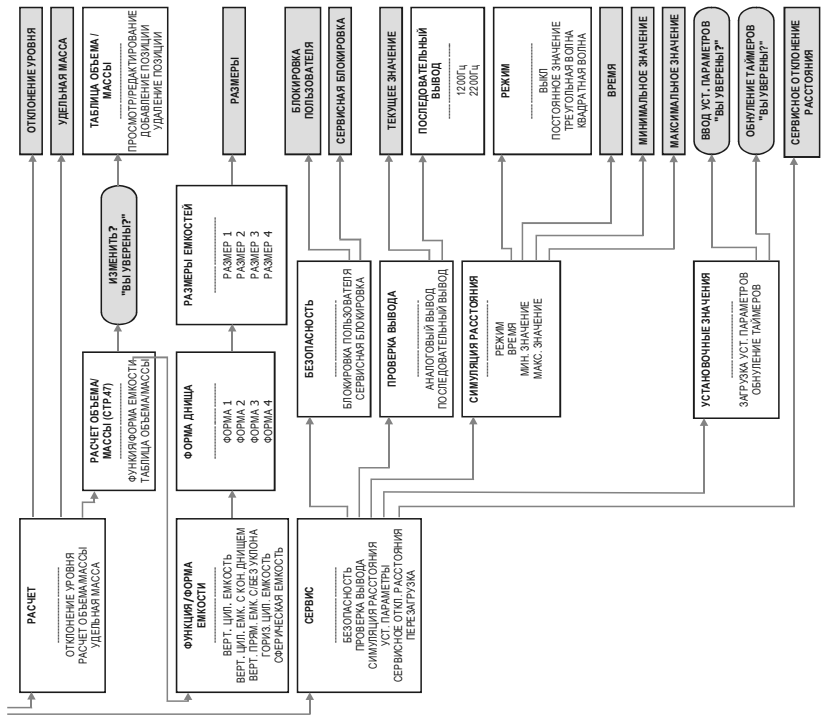 РАСЧЕТ
ОТКЛОНЕНИЕ УРОВНЯ
РАСЧЕТ ОБЪЕМА/МАССЫ
УДЕЛЬНАЯ МАССА
РАСЧЕТ ОБЪЕМА/
МАССЫ (СТР.47)
ФУНКИЯ/ФОРМА ЕМКОСТИ
ТАБЛИЦА ОБЪЕМА/МАССЫ
ИЗМЕНИТЬ?
"ВЫ УВЕРЕНЫ?"
ОТКЛОНЕНИЕ УРОВНЯ
УДЕЛЬНАЯ МАССА
ТАБЛИЦА ОБЪЕМА /
МАССЫ
ПРОСМОТР/РЕДАКТИРОВАНИЕ
ДОБАВЛЕНИЕ ПОЗИЦИИ
УДАЛЕНИЕ ПОЗИЦИИ
ФУНКЦИЯ/ФОРМА
ЕМКОСТИ
ВЕРТ. ЦИЛ. ЕМКОСТЬ
ВЕРТ. ЦИЛ. ЕМК. С КОН. ДНИЩЕМ
ВЕРТ. ПРЯМ. ЕМК. С/БЕЗ УКЛОНА
ГОРИЗ. ЦИЛ. ЕМКОСТЬ
СФЕРИЧЕСКАЯ ЕМКОСТЬ
ФОРМА ДНИЩА
ФОРМА 1
ФОРМА 2
ФОРМА 3
ФОРМА 4
РАЗМЕРЫ ЕМКОСТЕЙ
РАЗМЕР 1
РАЗМЕР 2
РАЗМЕР 3
РАЗМЕР 4
РАЗМЕРЫ
СЕРВИС
БЕЗОПАСНОСТЬ
ПРОВЕРКА ВЫВОДА
СИМУЛЯЦИЯ РАССТОЯНИЯ
УСТ. ПАРАМЕТРЫ
СЕРВИСНОЕ ОТКЛ. РАССТОЯНИЯ
ПЕРЕЗАГРУЗКА
БЕЗОПАСНОСТЬ
БЛОКИРОВКА ПОЛЬЗОВАТЕЛЯ
СЕРВИСНАЯ БЛОКИРОВКА
БЛОКИРОВКА
ПОЛЬЗОВАТЕЛЯ
СЕРВИСНАЯ БЛОКИРОВКА
ПРОВЕРКА ВЫВОДА
АНАЛОГОВЫЙ ВЫВОД
ПОСЛЕДОВАТЕЛЬНЫЙ ВЫВОД
ТЕКУЩЕЕ ЗНАЧЕНИЕ
ПОСЛЕДОВАТЕЛЬНЫЙ
ВЫВОД
1200Гц
2200Гц
СИМУЛЯЦИЯ РАССТОЯНИЯ
РЕЖИМ
ВРЕМЯ
МИН. ЗНАЧЕНИЕ
МАКС. ЗНАЧЕНИЕ
РЕЖИМ
ВЫКЛ
ПОСТОЯННОЕ ЗНАЧЕНИЕ
ТРЕУГОЛЬНАЯ ВОЛНА
КВАДРАТНАЯ ВОЛНА
ВРЕМЯ
МИНИМАЛЬНОЕ ЗНАЧЕНИЕ
МАКСИМАЛЬНОЕ ЗНАЧЕНИЕ
УСТАНОВОЧНЫЕ ЗНАЧЕНИЯ
ЗАГРУЗКА УСТ. ПАРАМЕТРОВ
ОБНУЛЕНИЕ ТАЙМЕРОВ
ВВОД УСТ. ПАРАМЕТРОВ
"ВЫ УВЕРЕНЫ?"
ОБНУЛЕНИЕ ТАЙМЕРОВ
"ВЫ УВЕРЕНЫ?"
СЕРВИСНОЕ ОТКЛОНЕНИЕ
РАССТОЯНИЯ